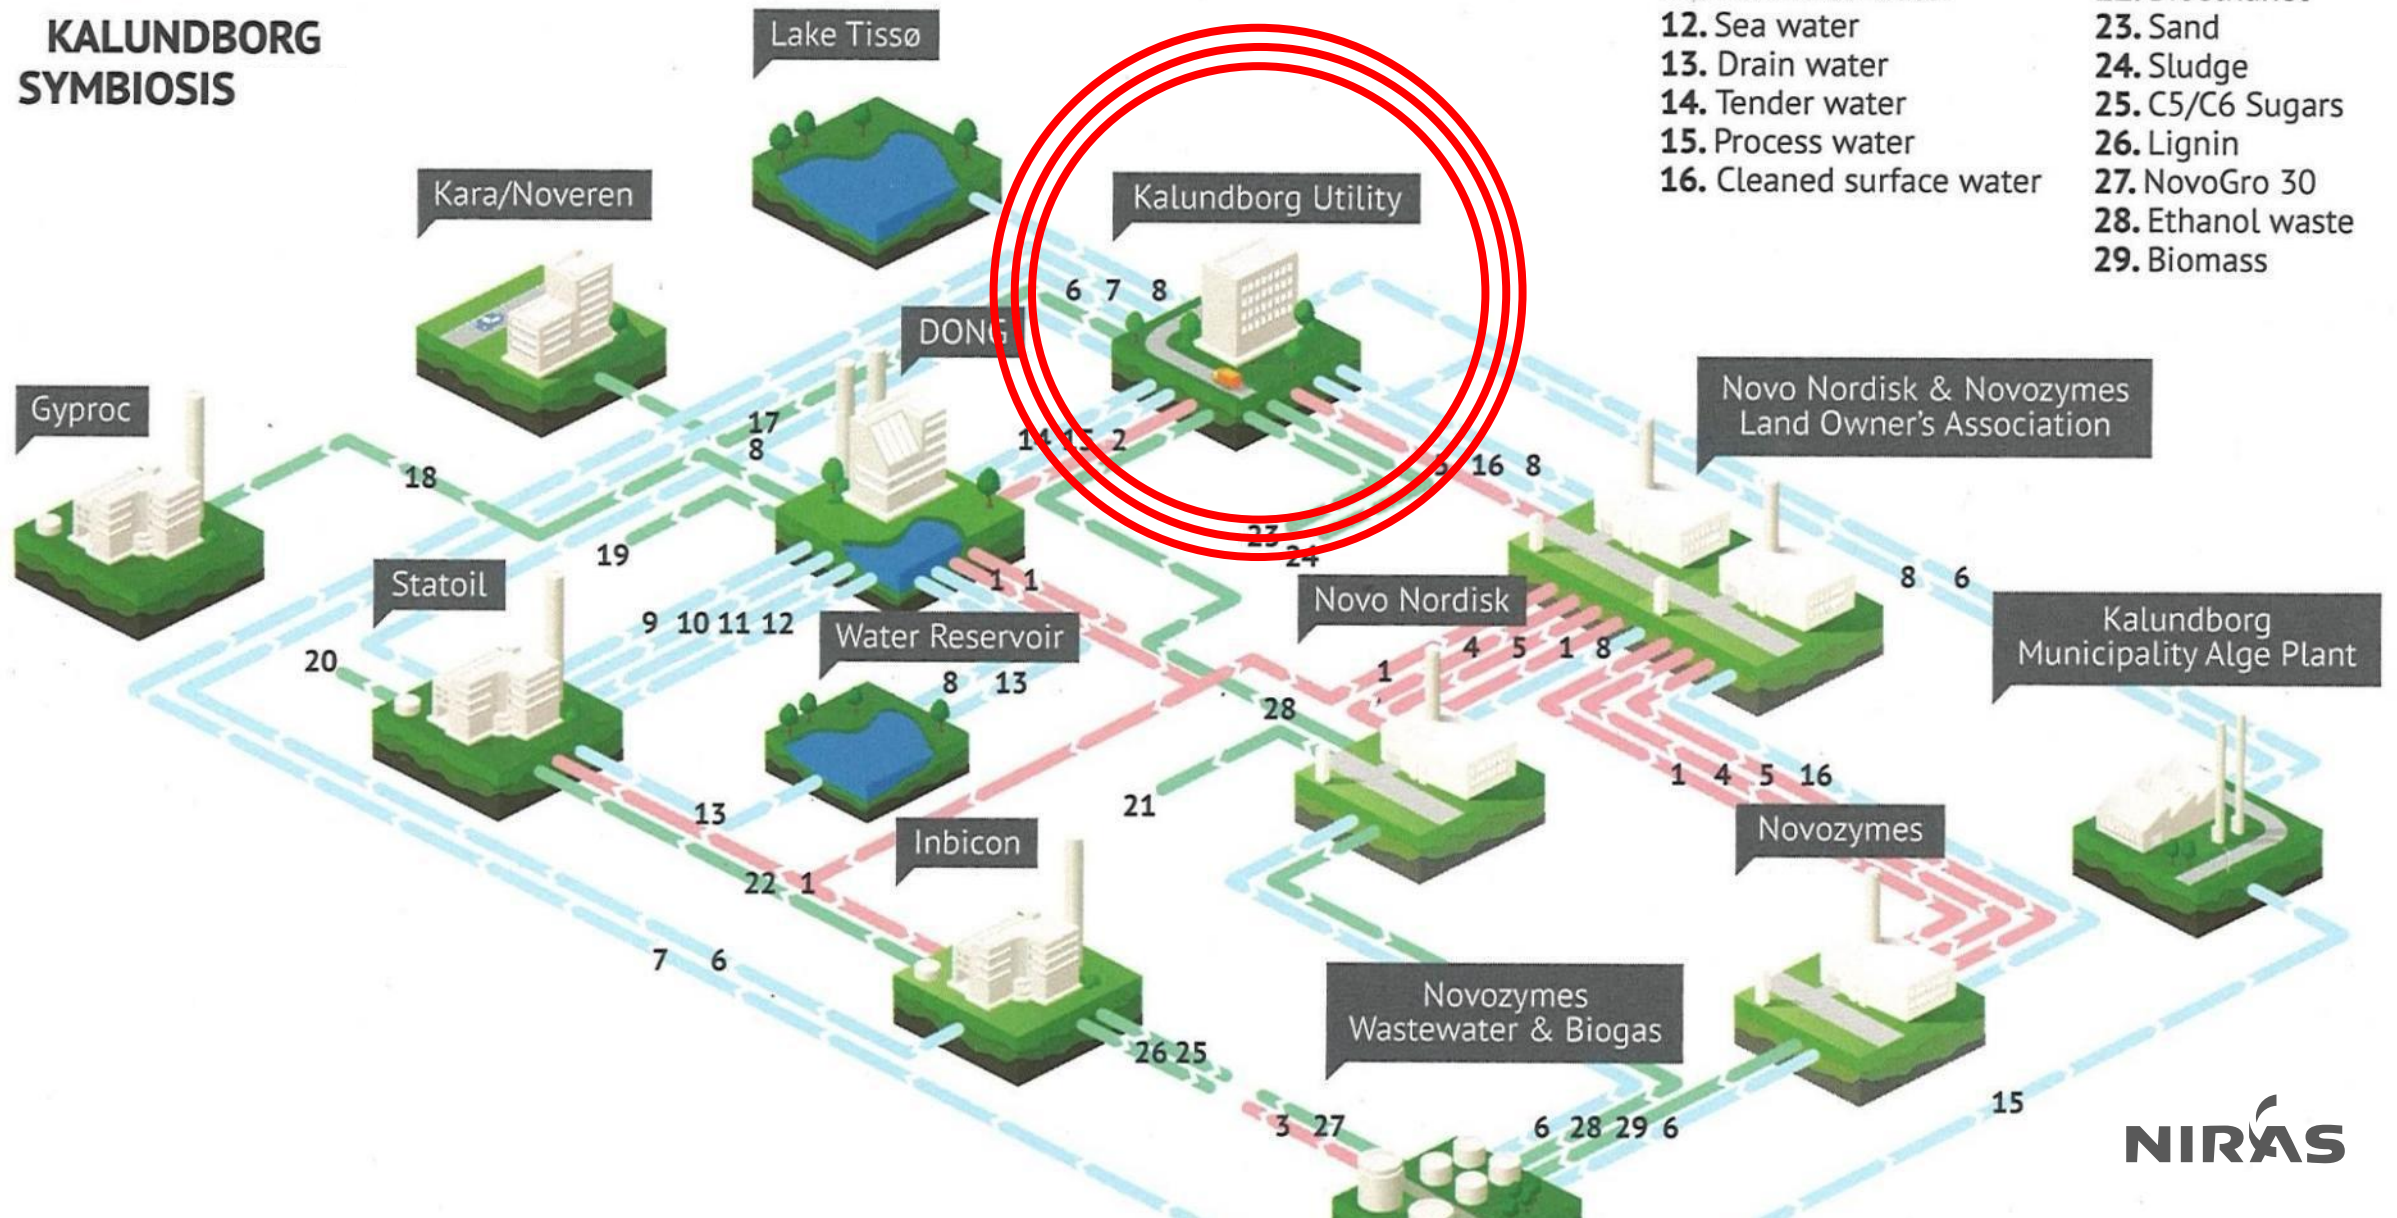 KALUNDBORG
SYMBIOSIS
Lake Tissø
12. Sea water
13. Drain water
14. Tender water
15. Process water
16. Cleaned surface water
23. Sand
24. Sludge
25. C5/C6 Sugars
26. Lignin
27. NovoGro 30
28. Ethanol waste
29. Biomass
Kara/Noveren
Kalundborg Utility
6 7 8
DONG
Gyproc
Novo Nordisk & Novozymes
Land Owner's Association
17
8
14 15 2
18
16 8
19
23
24
Statoil
1 1
Novo Nordisk
8 6
9 10 11 12
Water Reservoir
Kalundborg
Municipality Alge Plant
20
4 5 1 8
1
8 13
28
1 4 5 16
21
13
Inbicon
Novozymes
22 1
7 6
Novozymes
Wastewater & Biogas
26 25
3 27
6 28 29 6
15
NIRAS